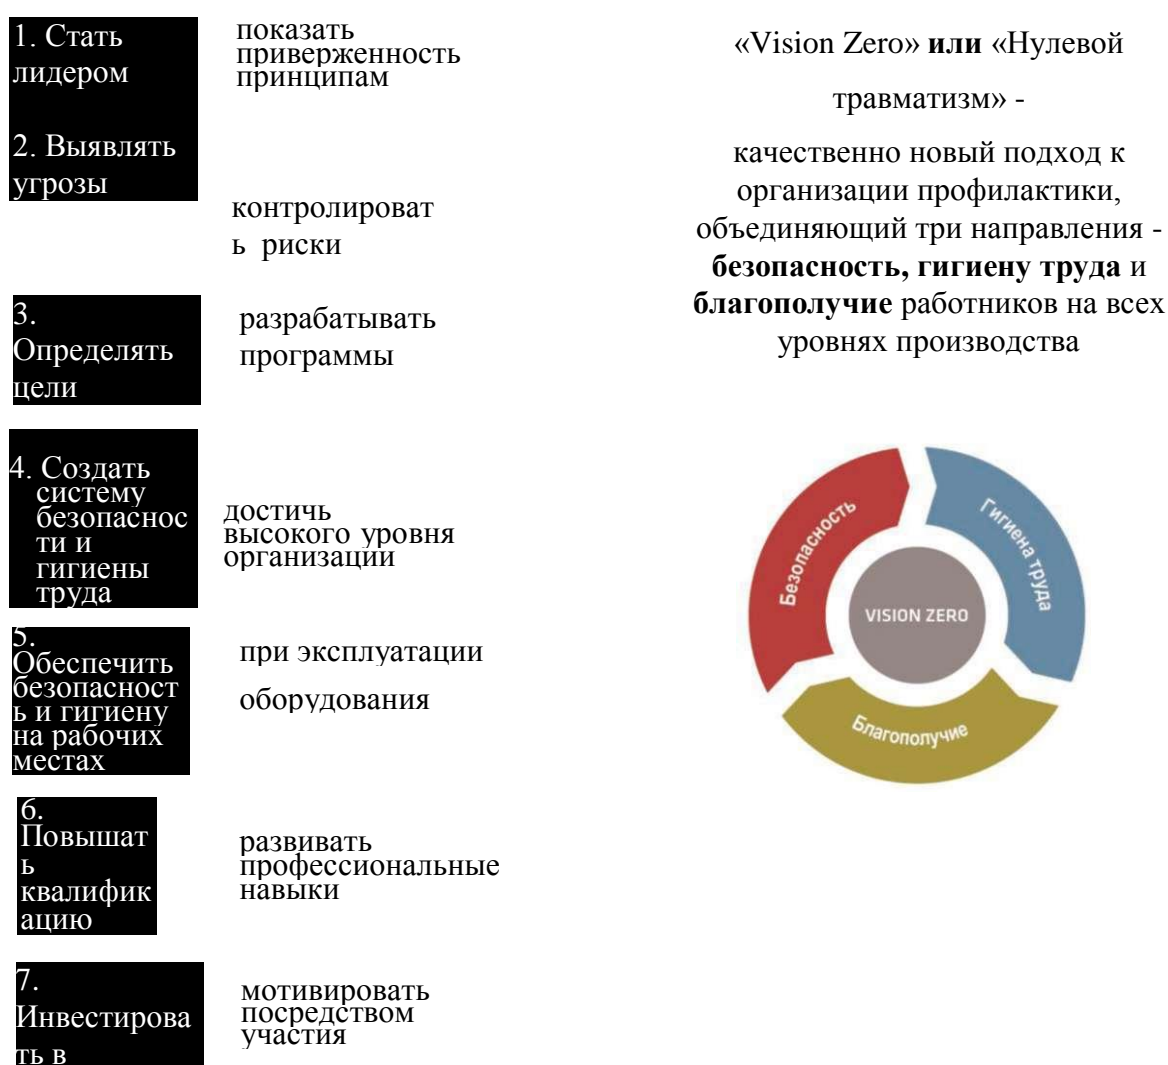 1. Стать
лидером
показать
приверженность
принципам
2. Выявлять
угрозы
контролироват
ь риски
3.
Определять
цели
разрабатывать
программы
4. Создать
систему
безопаснос
ти и
гигиены
труда
достичь
высокого уровня
организации
5.
Обеспечить
безопасност
ь и гигиену
на рабочих
местах
при эксплуатации
оборудования
6.
Повышат
ь
квалифик
ацию
развивать
профессиональные
навыки
7.
Инвестирова
ть в
мотивировать
посредством
участия
«Vision Zero» или «Нулевой
травматизм» -
качественно новый подход к
организации профилактики,
объединяющий три направления -
безопасность, гигиену труда и
благополучие работников на всех
уровнях производства
Безопасность
Гигиена труда
VISION ZERO
Благополучие